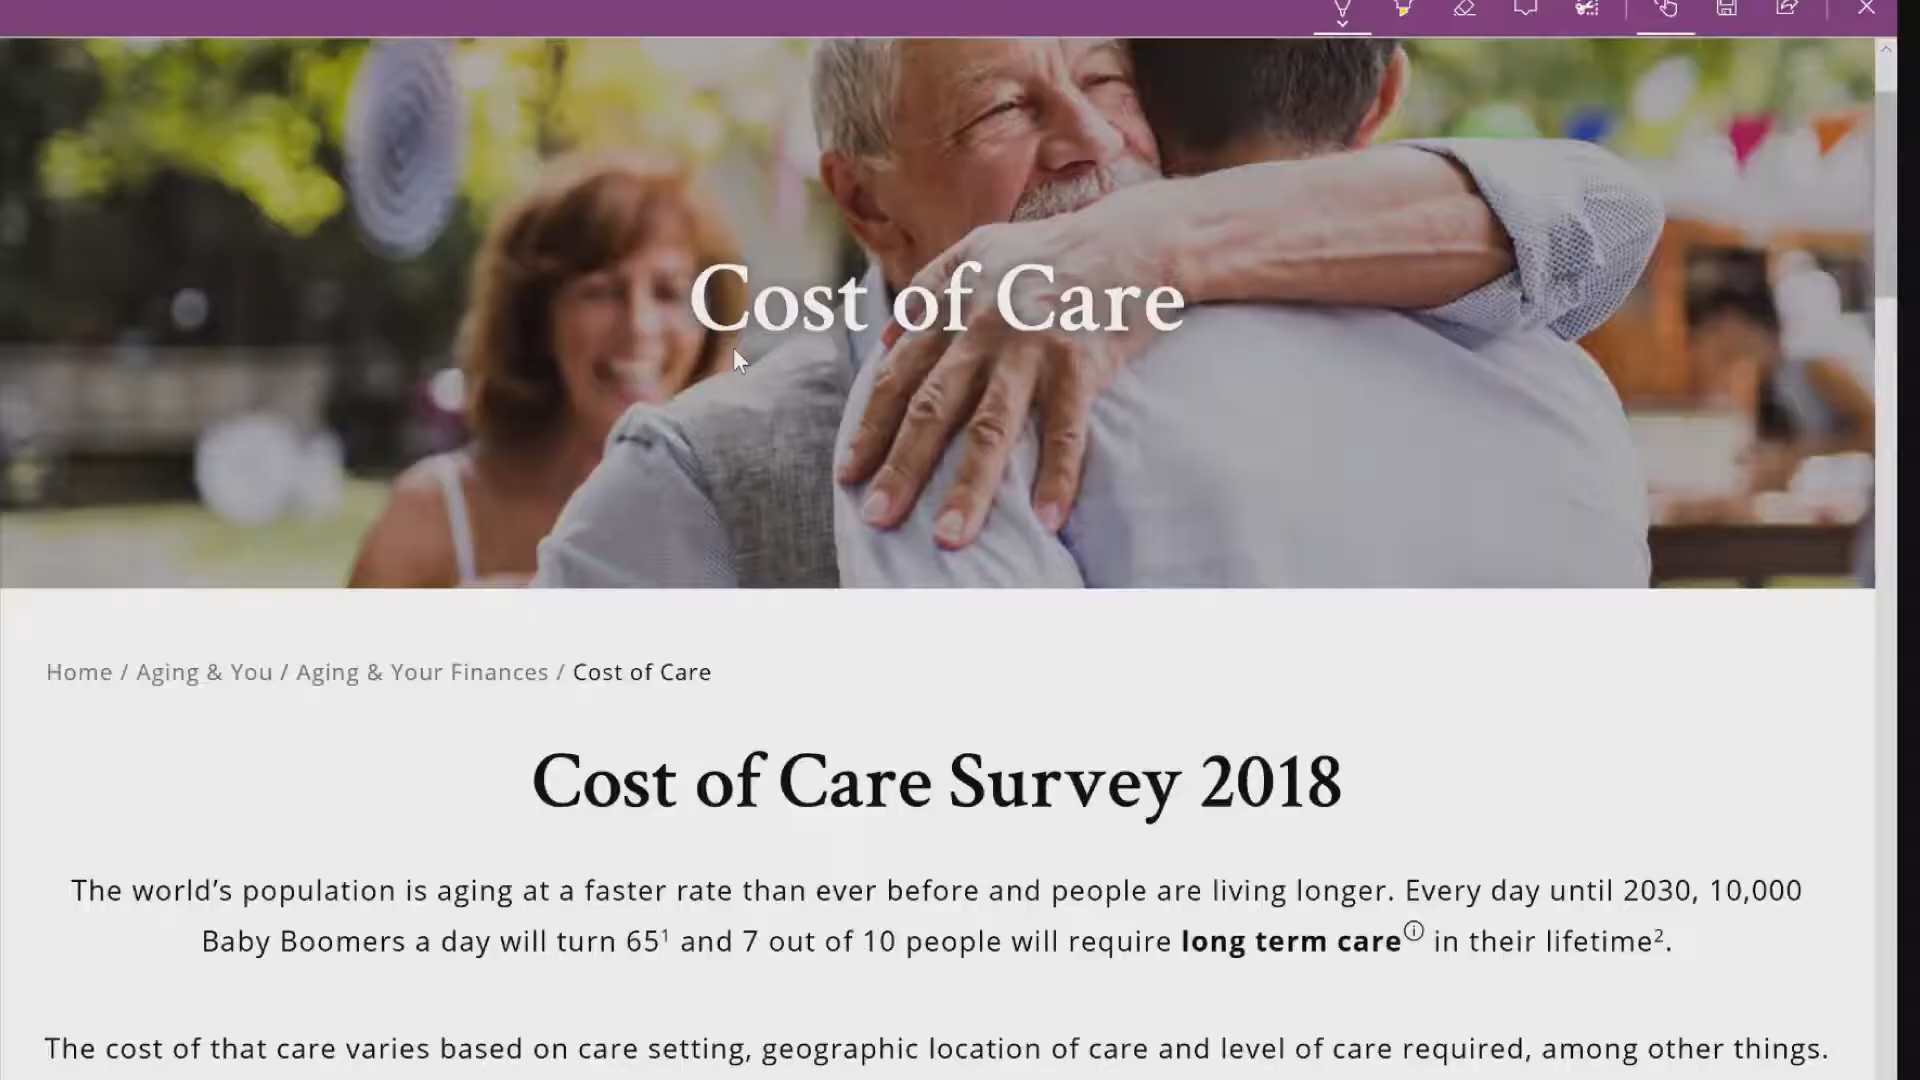 Cost of Care
Home / Aging & You / Aging & Your Finances / Cost of Care
Cost of Care Survey 2018
The world’s population is aging at a faster rate than ever before and people are living longer. Every day until 2030, 10,000
Baby Boomers a day will turn 65¹ and 7 out of 10 people will require long term careⓘ in their lifetime².
The cost of that care varies based on care setting, geographic location of care and level of care required, among other things.